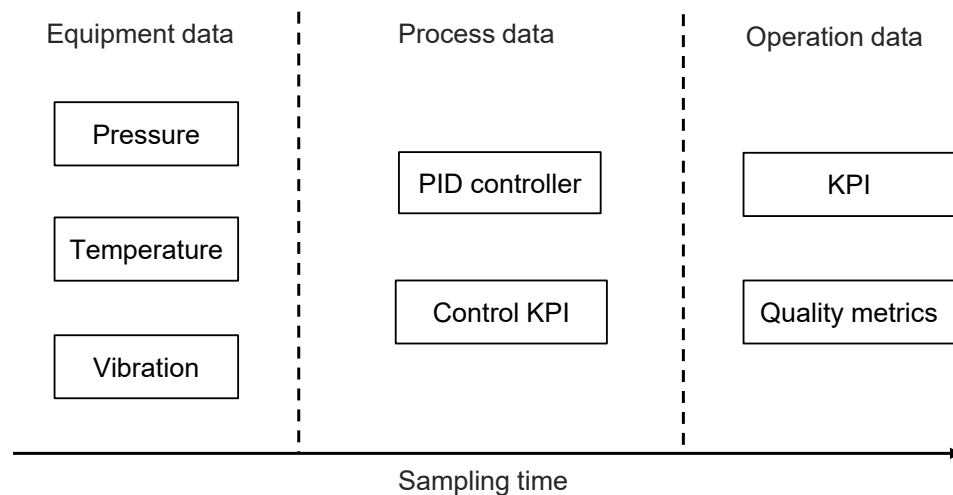 Equipment data
Process data
Operation data
Pressure
Temperature
Vibration
PID controller
Control KPI
KPI
Quality metrics
Sampling time